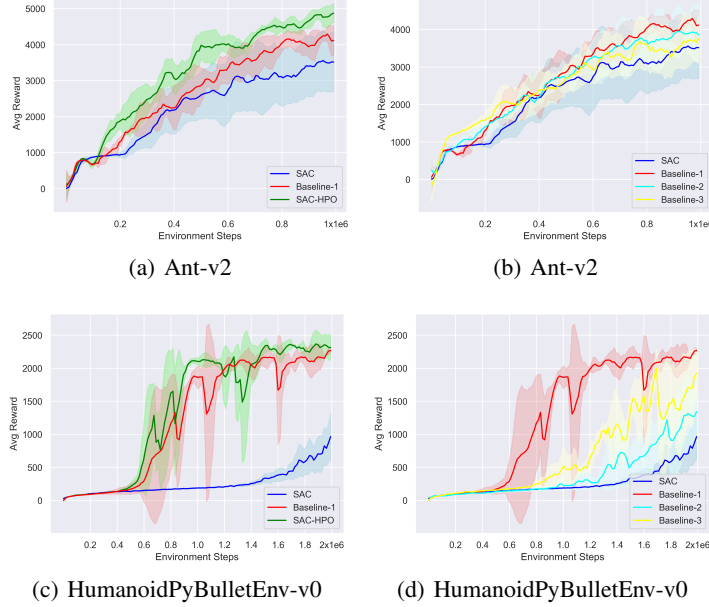 5000
4000
3000
2000
1000
0
Avg Reward
SAC
Baseline-1
SAC-HPO
0.2 0.4 0.6 0.8 1x1e6
Environment Steps
(a) Ant-v2
4000
3000
2000
1000
0
Avg Reward
SAC
Baseline-1
Baseline-2
Baseline-3
0.2 0.4 0.6 0.8 1x1e6
Environment Steps
(b) Ant-v2
2500
2000
1500
1000
500
0
Avg Reward
SAC
Baseline-1
SAC-HPO
0.2 0.4 0.6 0.8 1.0 1.2 1.4 1.6 1.8 2x1e6
Environment Steps
(c) HumanoidPyBulletEnv-v0
2500
2000
1500
1000
500
0
Avg Reward
SAC
Baseline-1
Baseline-2
Baseline-3
0.2 0.4 0.6 0.8 1.0 1.2 1.4 1.6 1.8 2x1e6
Environment Steps
(d) HumanoidPyBulletEnv-v0